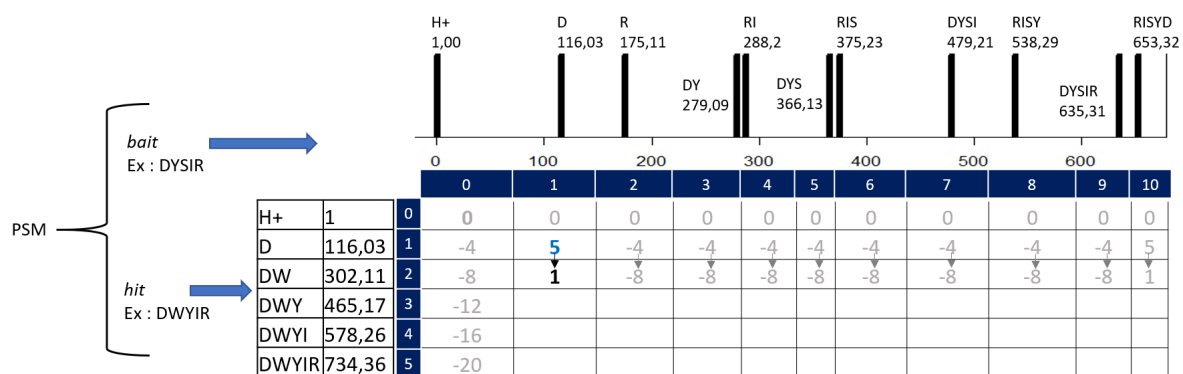 H+ D R RI RIS DYSI RISY RISYD
1,00 116,03 175,11 288,2 375,23 479,21 538,29 653,32
DY DYS DYSIR
279,09 366,13 635,31
0 100 200 300 400 500 600
bait
Ex : DYSIR
PSM
hit
Ex : DWYIR
0 1 2 3 4 5 6 7 8 9 10
H+ 1 0 0 0 0 0 0 0 0 0 0 0 0
D 116,03 1 -4 5 -4 -4 -4 -4 -4 -4 -4 -4 5
DW 302,11 2 -8 1 -8 -8 -8 -8 -8 -8 -8 -8 1
DWY 465,17 3 -12
DWYI 578,26 4 -16
DWYIR 734,36 5 -20